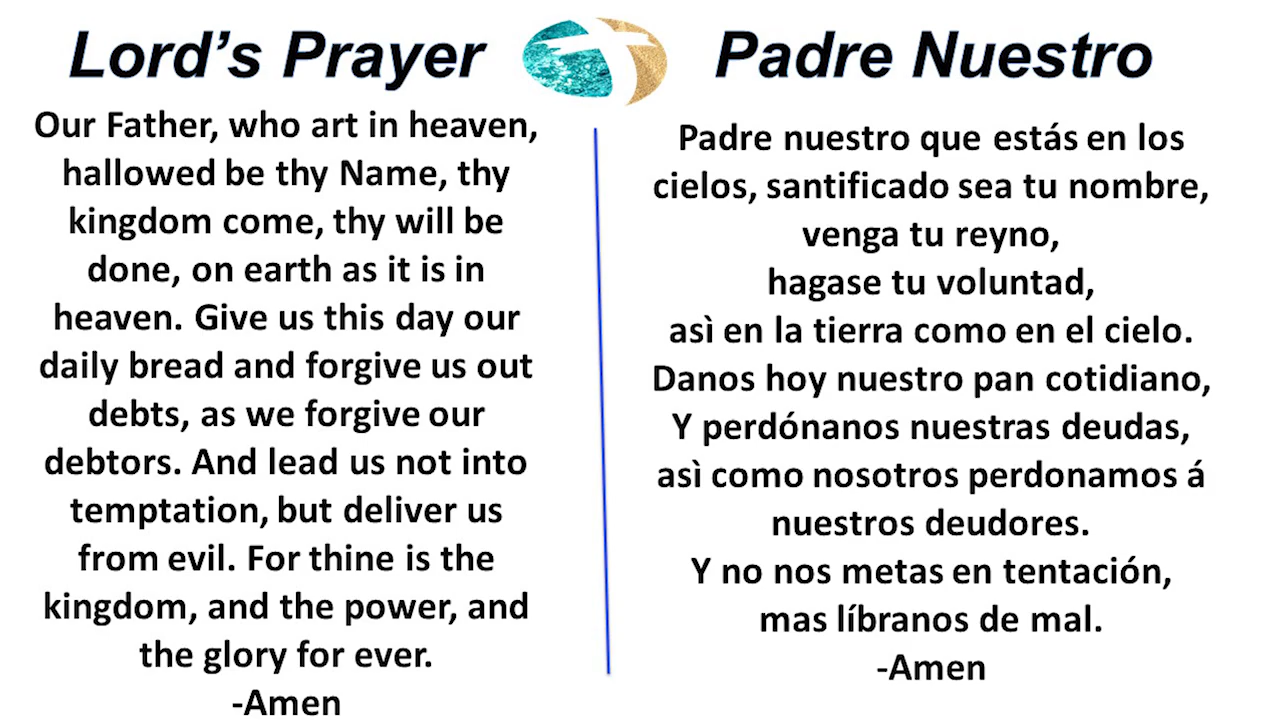 Lord's Prayer
Our Father, who art in heaven,
hallowed be thy Name, thy
kingdom come, thy will be
done, on earth as it is in
heaven. Give us this day our
daily bread and forgive us out
debts, as we forgive our
debtors. And lead us not into
temptation, but deliver us
from evil. For thine is the
kingdom, and the power, and
the glory for ever.
-Amen
Padre Nuestro
Padre nuestro que estás en los
cielos, santificado sea tu nombre,
venga tu reyno,
hagase tu voluntad,
asì en la tierra como en el cielo.
Danos hoy nuestro pan cotidiano,
Y perdónanos nuestras deudas,
asì como nosotros perdonamos á
nuestros deudores.
Y no nos metas en tentación,
mas líbranos de mal.
-Amen